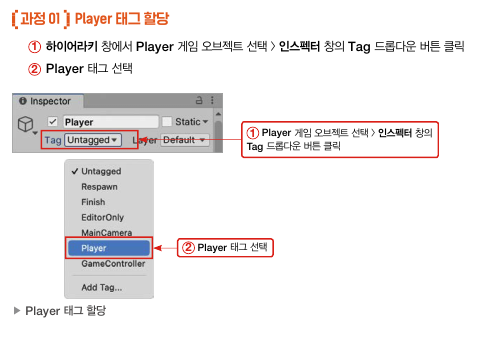 과정 01 Player 태그 할당
① 하이어라키 창에서 Player 게임 오브젝트 선택 > 인스펙터 창의 Tag 드롭다운 버튼 클릭
② Player 태그 선택
Inspector
Player
Static
Tag Untagged Layer Default
① Player 게임 오브젝트 선택 > 인스펙터 창의
Tag 드롭다운 버튼 클릭
Untagged
Respawn
Finish
EditorOnly
MainCamera
Player
② Player 태그 선택
GameController
Add Tag...
▶ Player 태그 할당